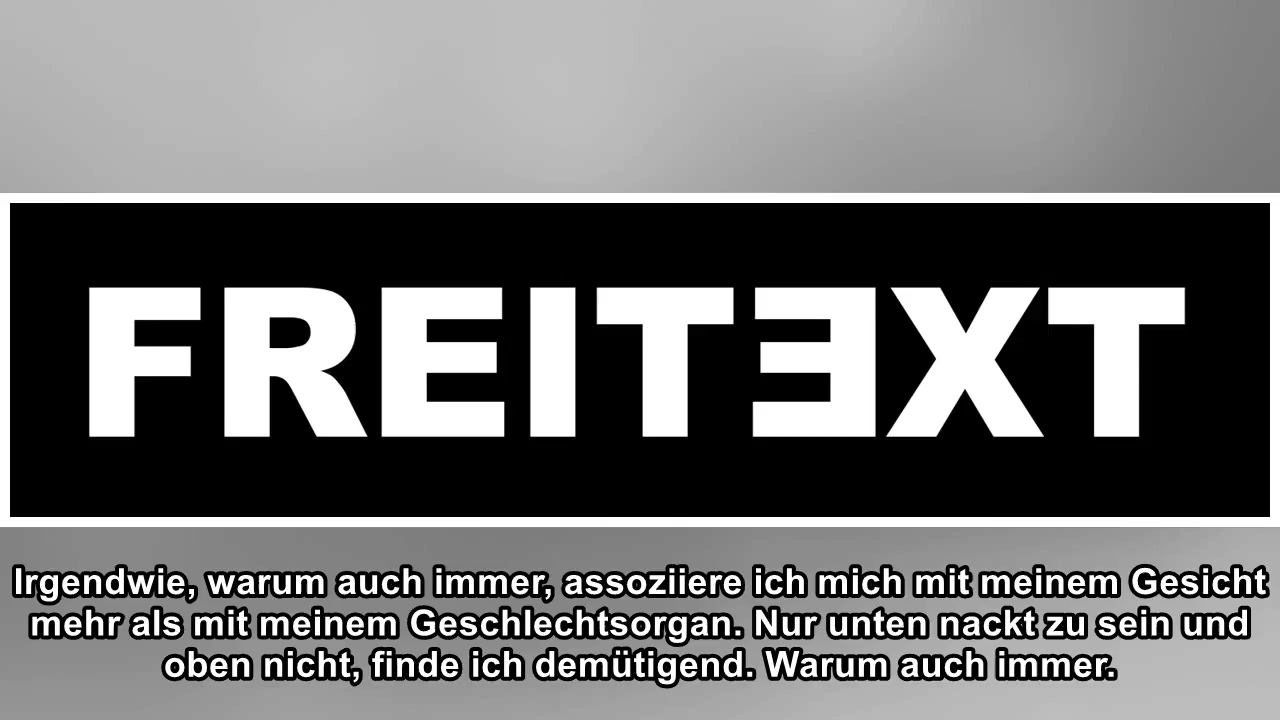 FREITEXT
Irgendwie, warum auch immer, assoziiere ich mich mit meinem Gesicht
mehr als mit meinem Geschlechtsorgan. Nur unten nackt zu sein und
oben nicht, finde ich demütigend. Warum auch immer.